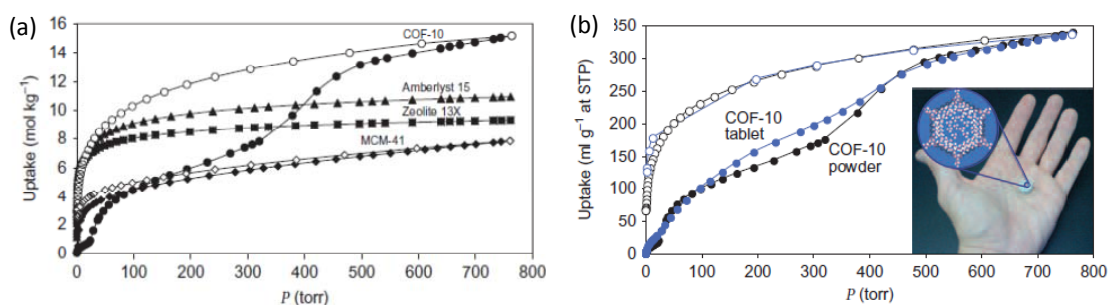 (a)
Uptake (mol kg⁻¹)
16
14
12
10
8
6
4
2
0
COF-10
Amberlyst 15
Zeolite 13X
MCM-41
0 100 200 300 400 500 600 700 800
P (torr)
(b)
Uptake (ml g⁻¹ at STP)
350
300
250
200
150
100
50
0
COF-10
tablet
COF-10
powder
0 100 200 300 400 500 600 700 800
P (torr)